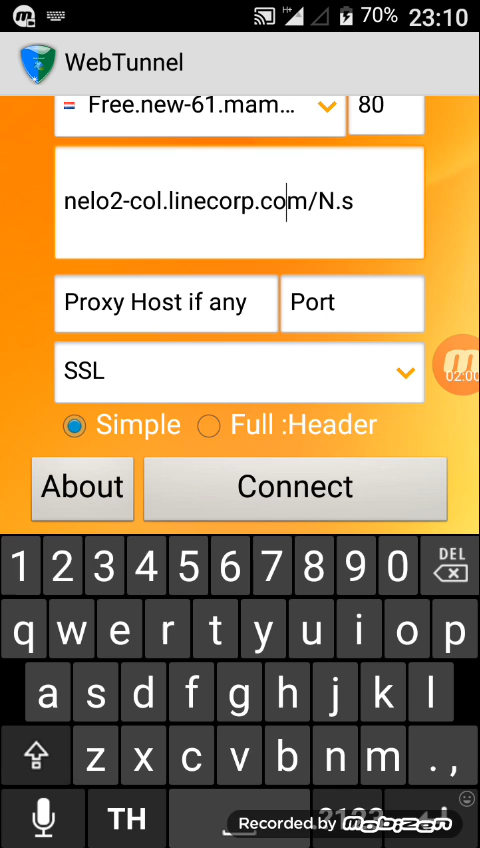 70% 23:10
WebTunnel
Free.new-61.mam... 80
nelo2-col.linecorp.com/N.s
Proxy Host if any Port
SSL
02:00
Simple Full :Header
About Connect
1 2 3 4 5 6 7 8 9 0 DEL
q w e r t y u i o p
a s d f g h j k l
z x c v b n m . ,
TH .?123
Recorded by mobizen